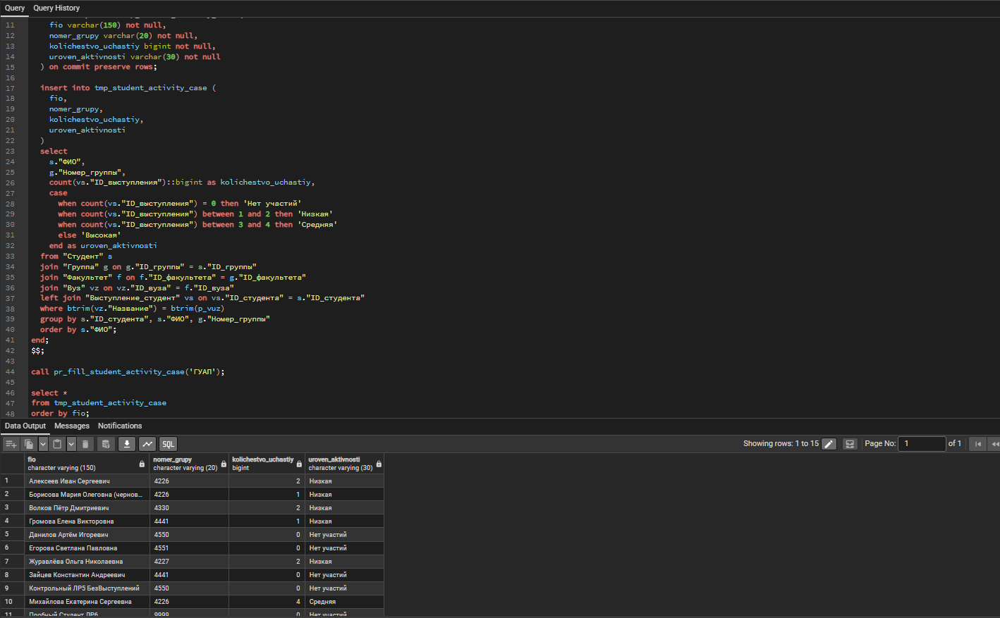 Query Query History
11 fio varchar(150) not null,
12 nomer_grupy varchar(20) not null,
13 kolichestvo_uchastiy bigint not null,
14 uroven_aktivnosti varchar(30) not null
15 ) on commit preserve rows;
16
17 insert into tmp_student_activity_case (
18 fio,
19 nomer_grupy,
20 kolichestvo_uchastiy,
21 uroven_aktivnosti
22 )
23 select
24 s."ФИО",
25 g."Номер_группы",
26 count(vs."ID_выступления")::bigint as kolichestvo_uchastiy,
27 case
28 when count(vs."ID_выступления") = 0 then 'Нет участий'
29 when count(vs."ID_выступления") between 1 and 2 then 'Низкая'
30 when count(vs."ID_выступления") between 3 and 4 then 'Средняя'
31 else 'Высокая'
32 end as uroven_aktivnosti
33 from "Студент" s
34 join "Группа" g on g."ID_группы" = s."ID_группы"
35 join "Факультет" f on f."ID_факультета" = g."ID_факультета"
36 join "Вуз" vz on vz."ID_вуза" = f."ID_вуза"
37 left join "Выступление_студент" vs on vs."ID_студента" = s."ID_студента"
38 where btrim(vz."Название") = btrim(p_vuz)
39 group by s."ID_студента", s."ФИО", g."Номер_группы"
40 order by s."ФИО";
41 end;
42 $$;
43
44 call pr_fill_student_activity_case('ГУАП');
45
46 select *
47 from tmp_student_activity_case
48 order by fio;
Data Output Messages Notifications
SQL Showing rows: 1 to 15 Page No: 1 of 1
fio nomer_grupy kolichestvo_uchastiy uroven_aktivnosti
character varying (150) character varying (20) bigint character varying (30)
1 Алексеев Иван Сергеевич 4226 2 Низкая
2 Борисова Мария Олеговна (чернов... 4226 1 Низкая
3 Волков Пётр Дмитриевич 4330 2 Низкая
4 Громова Елена Викторовна 4441 1 Низкая
5 Данилов Артём Игоревич 4550 0 Нет участий
6 Егорова Светлана Павловна 4551 0 Нет участий
7 Журавлёва Ольга Николаевна 4227 2 Низкая
8 Зайцев Константин Андреевич 4441 0 Нет участий
9 Контрольный ЛР5 БезВыступлений 4550 0 Нет участий
10 Михайлова Екатерина Сергеевна 4226 4 Средняя
11 Пробный Студент ЛР6 9999 0 Нет участий